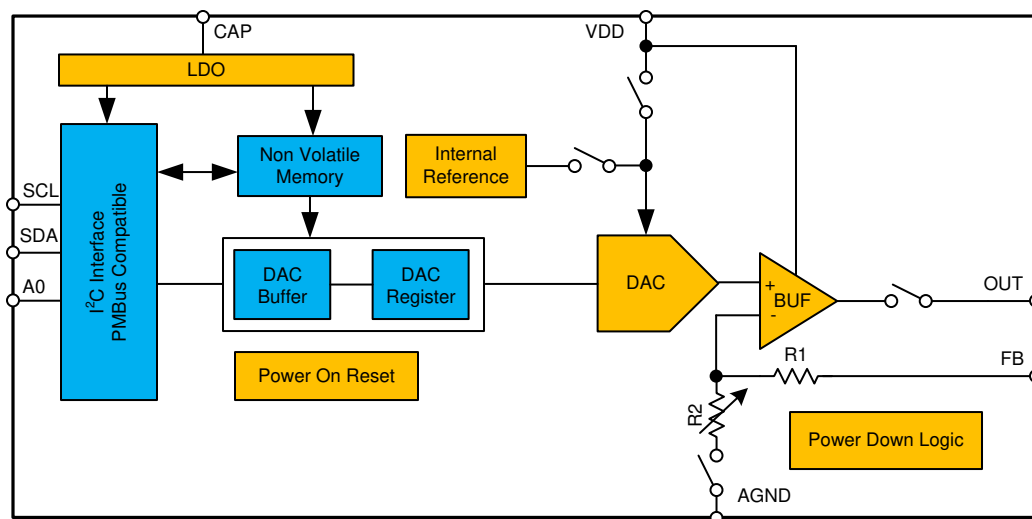 CAP
VDD
LDO
Non Volatile
Memory
Internal
Reference
SCL
SDA
A0
I²C Interface
PMBus Compatible
DAC
Buffer
DAC
Register
DAC
+
BUF
-
OUT
R1
FB
Power On Reset
R2
Power Down Logic
AGND